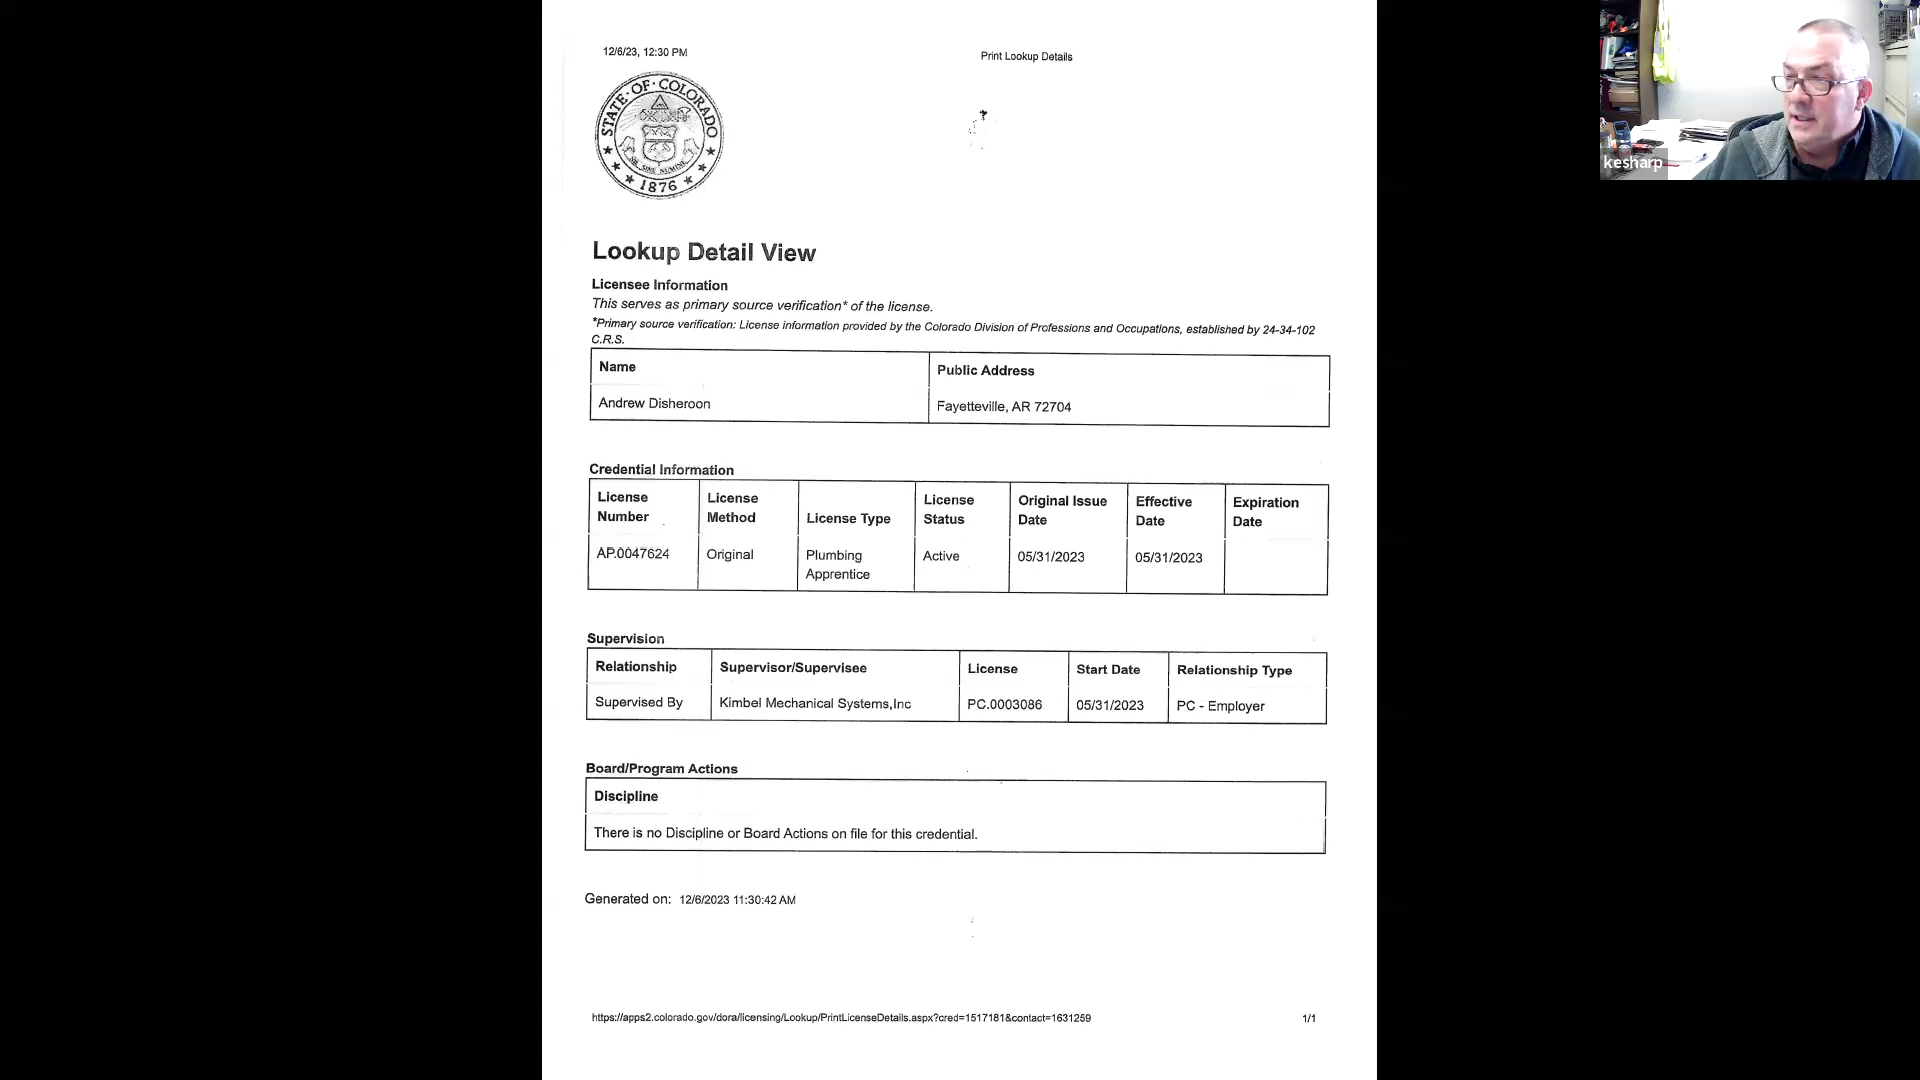 12/6/23, 12:30 PM
Print Lookup Details
STATE·OF·COLORADO
NIL SINE NUMINE
★ ★ ★ 1876 ★ ★ ★
kesharp
Lookup Detail View
Licensee Information
This serves as primary source verification* of the license.
*Primary source verification: License information provided by the Colorado Division of Professions and Occupations, established by 24-34-102
C.R.S.
Name Public Address
Andrew Disheroon Fayetteville, AR 72704
Credential Information
License Number License Method License Type License Status Original Issue Date Effective Date Expiration Date
AP.0047624 Original Plumbing Apprentice Active 05/31/2023 05/31/2023
Supervision
Relationship Supervisor/Supervisee License Start Date Relationship Type
Supervised By Kimbel Mechanical Systems,Inc PC.0003086 05/31/2023 PC - Employer
Board/Program Actions
Discipline
There is no Discipline or Board Actions on file for this credential.
Generated on: 12/6/2023 11:30:42 AM
https://apps2.colorado.gov/dora/licensing/Lookup/PrintLicenseDetails.aspx?cred=1517181&contact=1631259 1/1